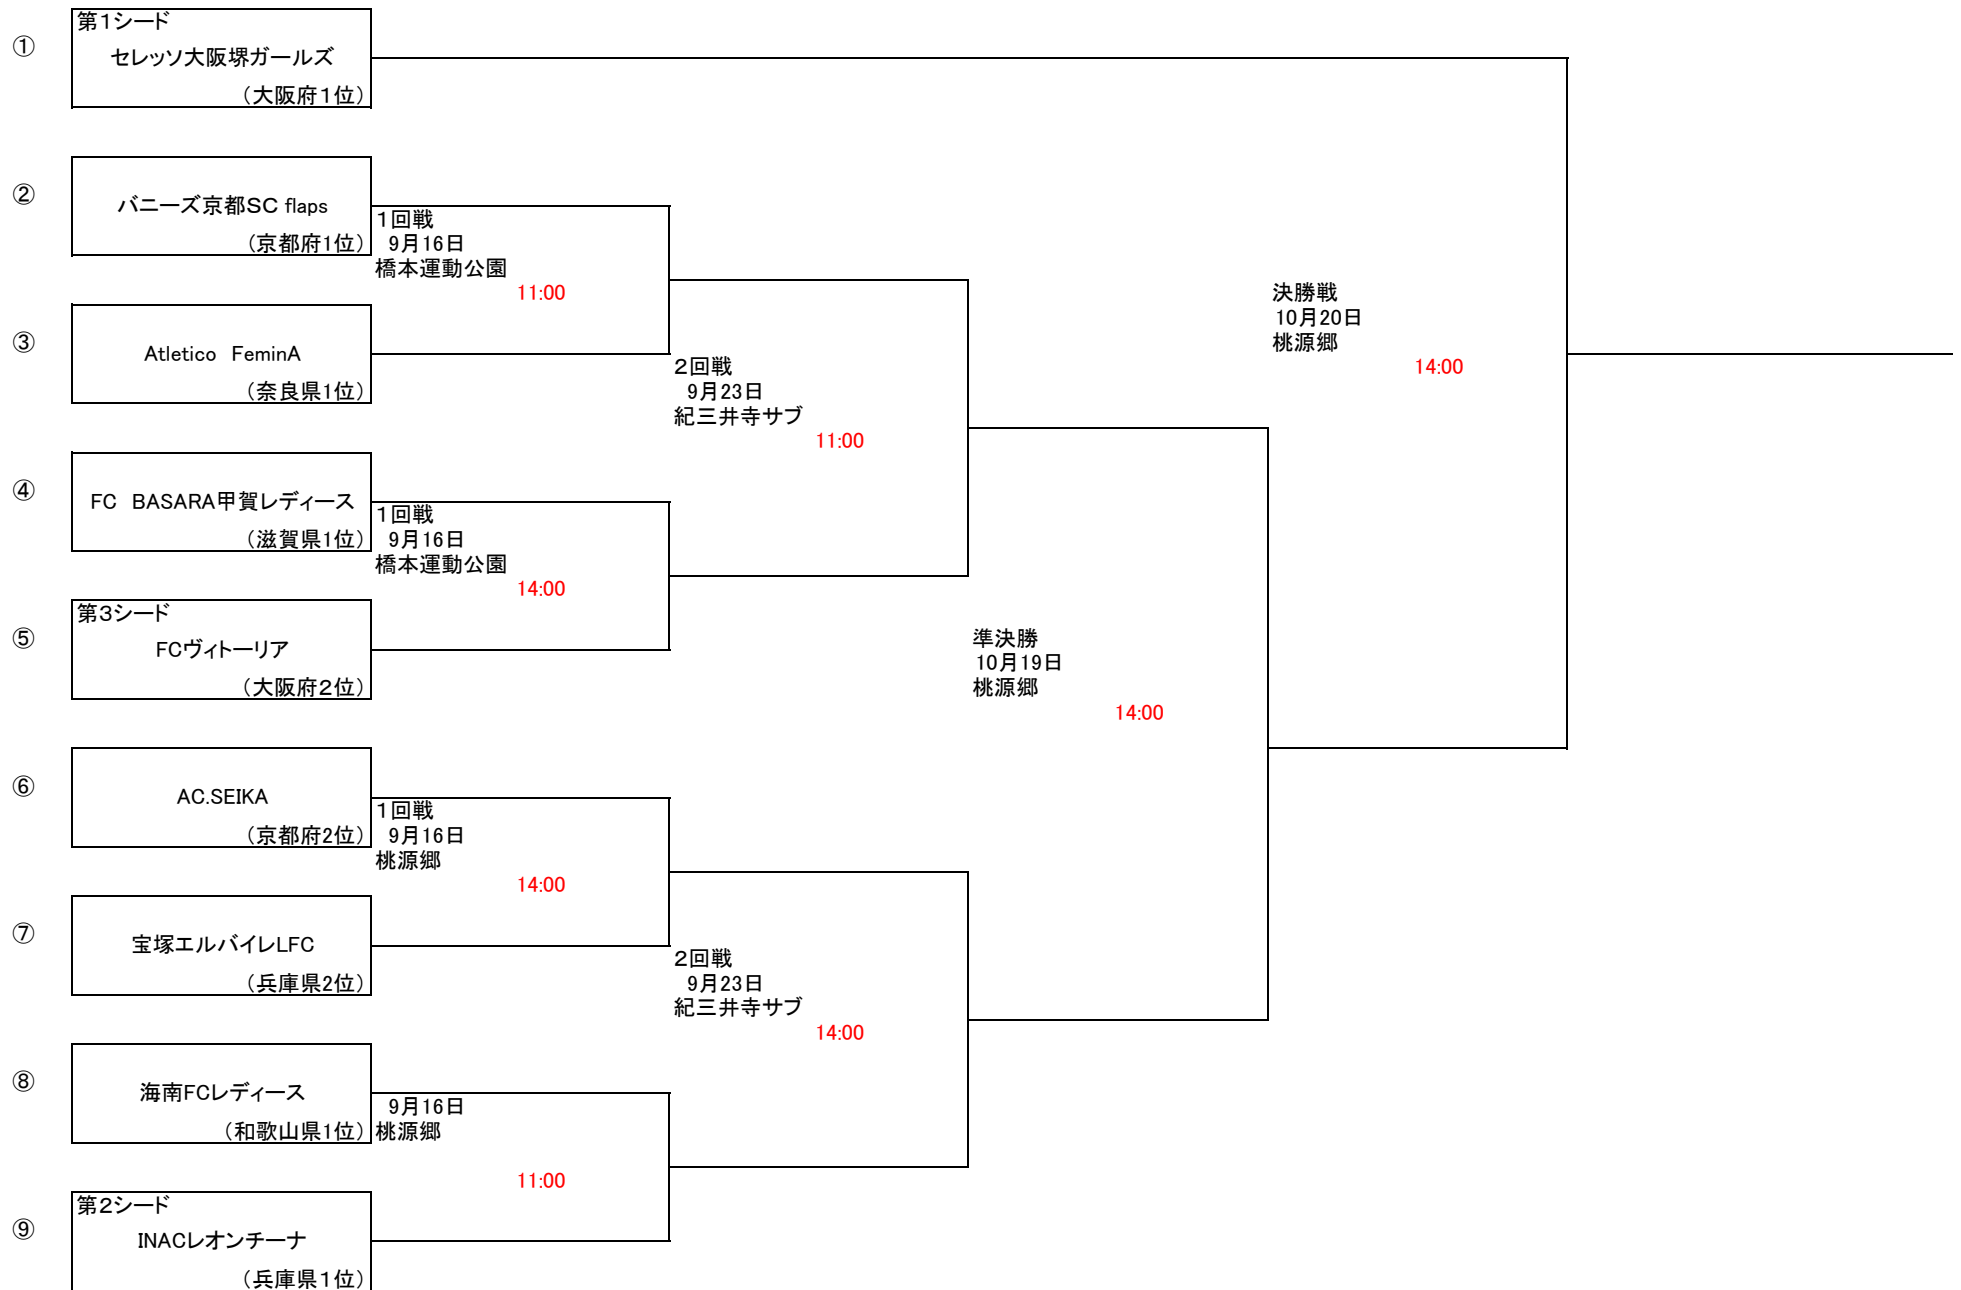 ①
第1シード
セレッソ大阪堺ガールズ
（大阪府１位）
②
バニーズ京都SC flaps
（京都府1位）
1回戦
9月16日
橋本運動公園
11:00
③
Atletico　FeminA
（奈良県1位）
2回戦
9月23日
紀三井寺サブ
11:00
決勝戦
10月20日
桃源郷
14:00
④
FC　BASARA甲賀レディース
（滋賀県1位）
1回戦
9月16日
橋本運動公園
14:00
⑤
第3シード
FCヴィトーリア
（大阪府２位）
準決勝
10月19日
桃源郷
14:00
⑥
AC.SEIKA
（京都府2位）
1回戦
9月16日
桃源郷
14:00
⑦
宝塚エルバイレLFC
（兵庫県2位）
2回戦
9月23日
紀三井寺サブ
14:00
⑧
海南FCレディース
（和歌山県1位）
9月16日
桃源郷
11:00
⑨
第2シード
INACレオンチーナ
（兵庫県１位）